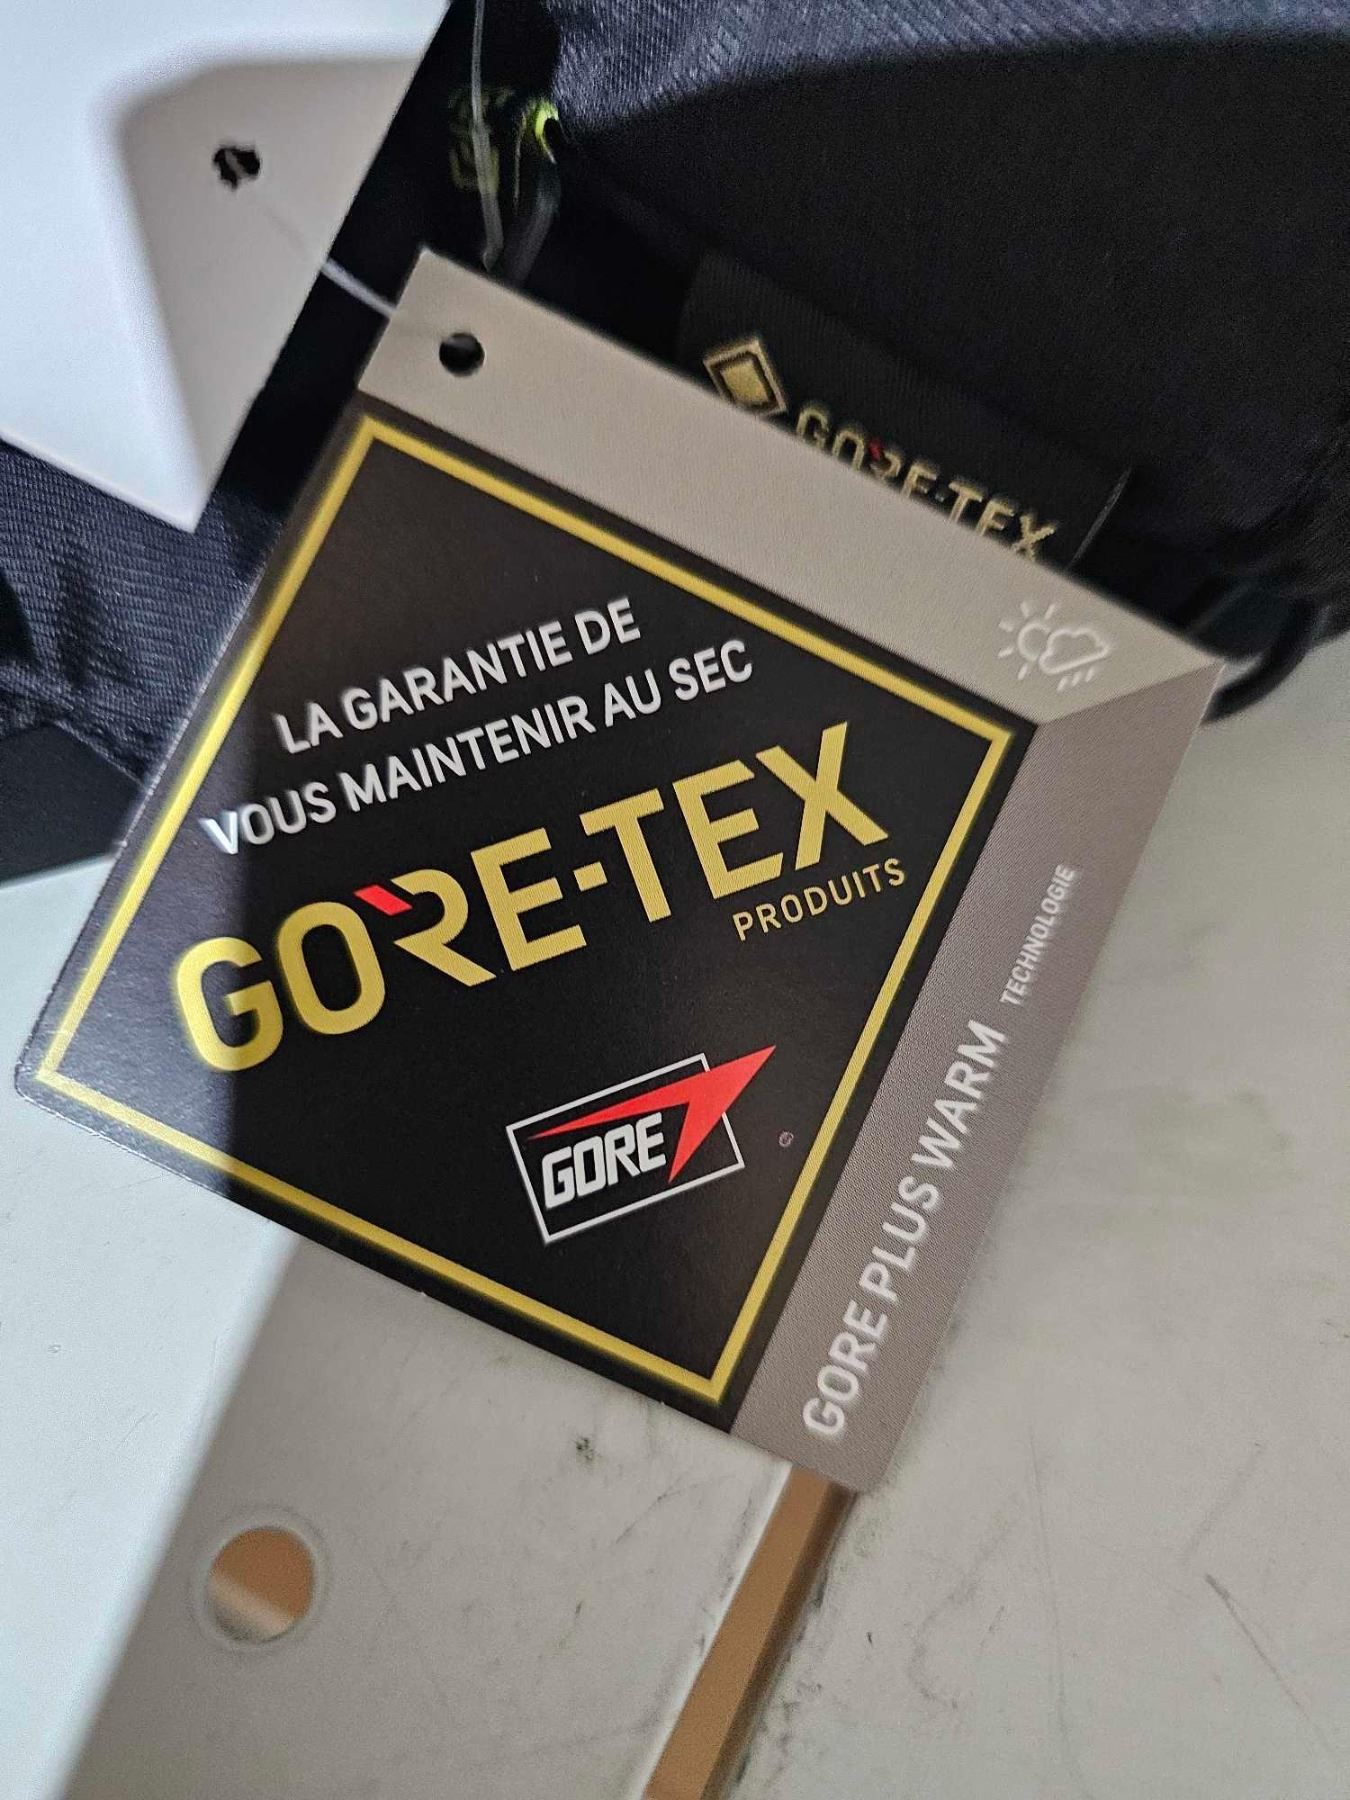 GORE-TEX
LA GARANTIE DE
VOUS MAINTENIR AU SEC
GORE-TEX
PRODUITS
GORE
GORE PLUS WARM TECHNOLOGIE